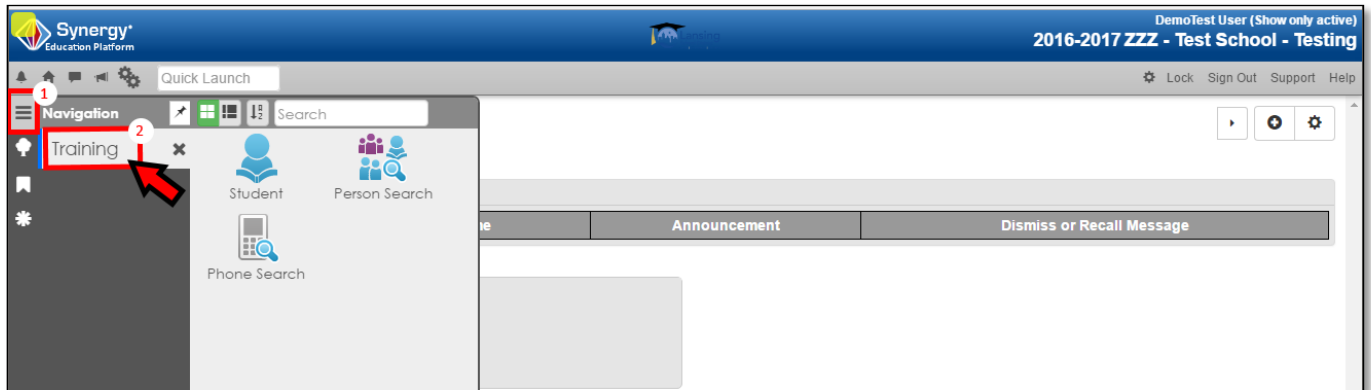 Synergy
Education Platform
DemoTest User (Show only active)
2016-2017 ZZZ - Test School - Testing
Quick Launch
Lock Sign Out Support Help
1
Navigation
Search
2
Training
Student
Person Search
Phone Search
Announcement
Dismiss or Recall Message